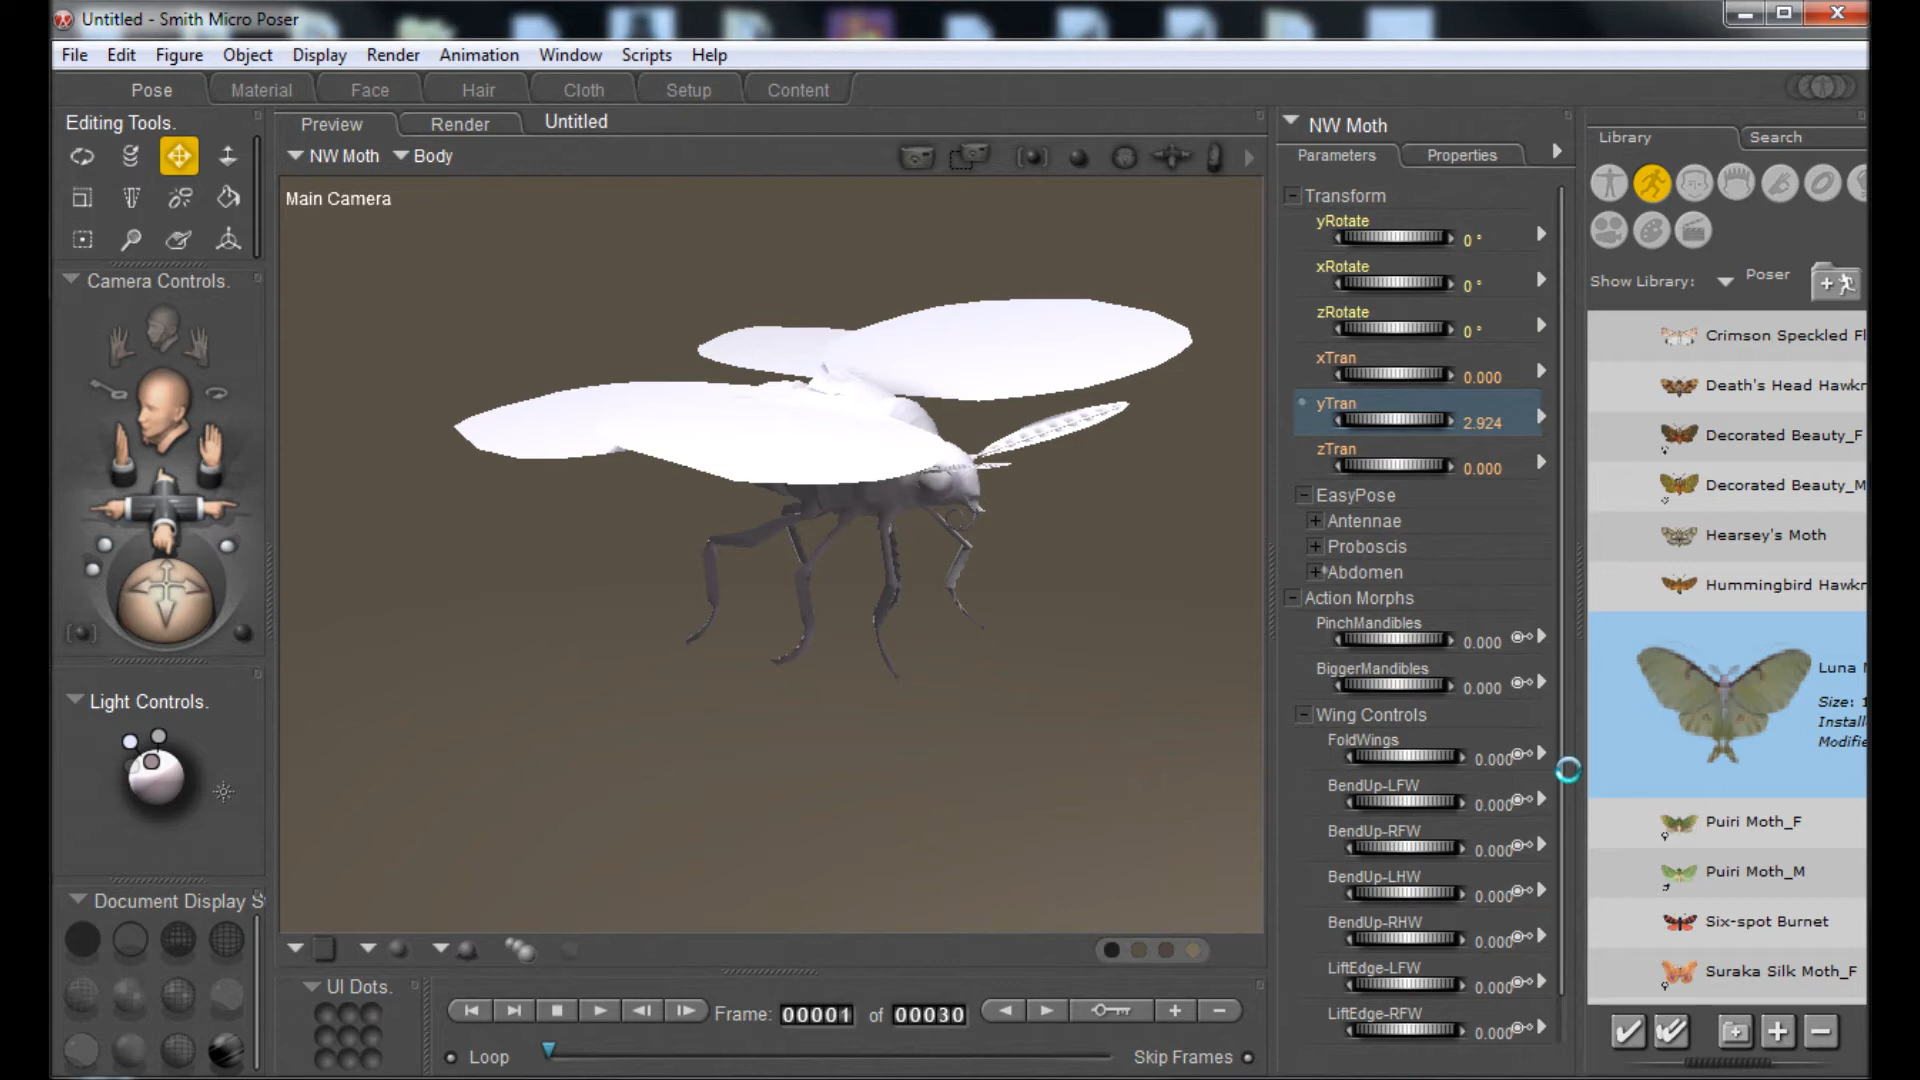 Untitled - Smith Micro Poser
File Edit Figure Object Display Render Animation Window Scripts Help
Pose Material Face Hair Cloth Setup Content
Editing Tools.
Preview Render Untitled
NW Moth Body
Main Camera
Camera Controls.
Light Controls.
Document Display S
UI Dots.
Frame: 00001 of 00030
Loop Skip Frames
NW Moth
Parameters Properties
Transform
yRotate
0 °
xRotate
0 °
zRotate
0 °
xTran
0.000
yTran
2.924
zTran
0.000
EasyPose
Antennae
Proboscis
Abdomen
Action Morphs
PinchMandibles
0.000
BiggerMandibles
0.000
Wing Controls
FoldWings
0.000
BendUp-LFW
0.000
BendUp-RFW
0.000
BendUp-LHW
0.000
BendUp-RHW
0.000
LiftEdge-LFW
0.000
LiftEdge-RFW
0.000
Library Search
Show Library: Poser
Crimson Speckled Fl
Death's Head Hawkr
Decorated Beauty_F
Decorated Beauty_M
Hearsey's Moth
Hummingbird Hawkr
Luna M
Size: 1
Install
Modifie
Puiri Moth_F
Puiri Moth_M
Six-spot Burnet
Suraka Silk Moth_F